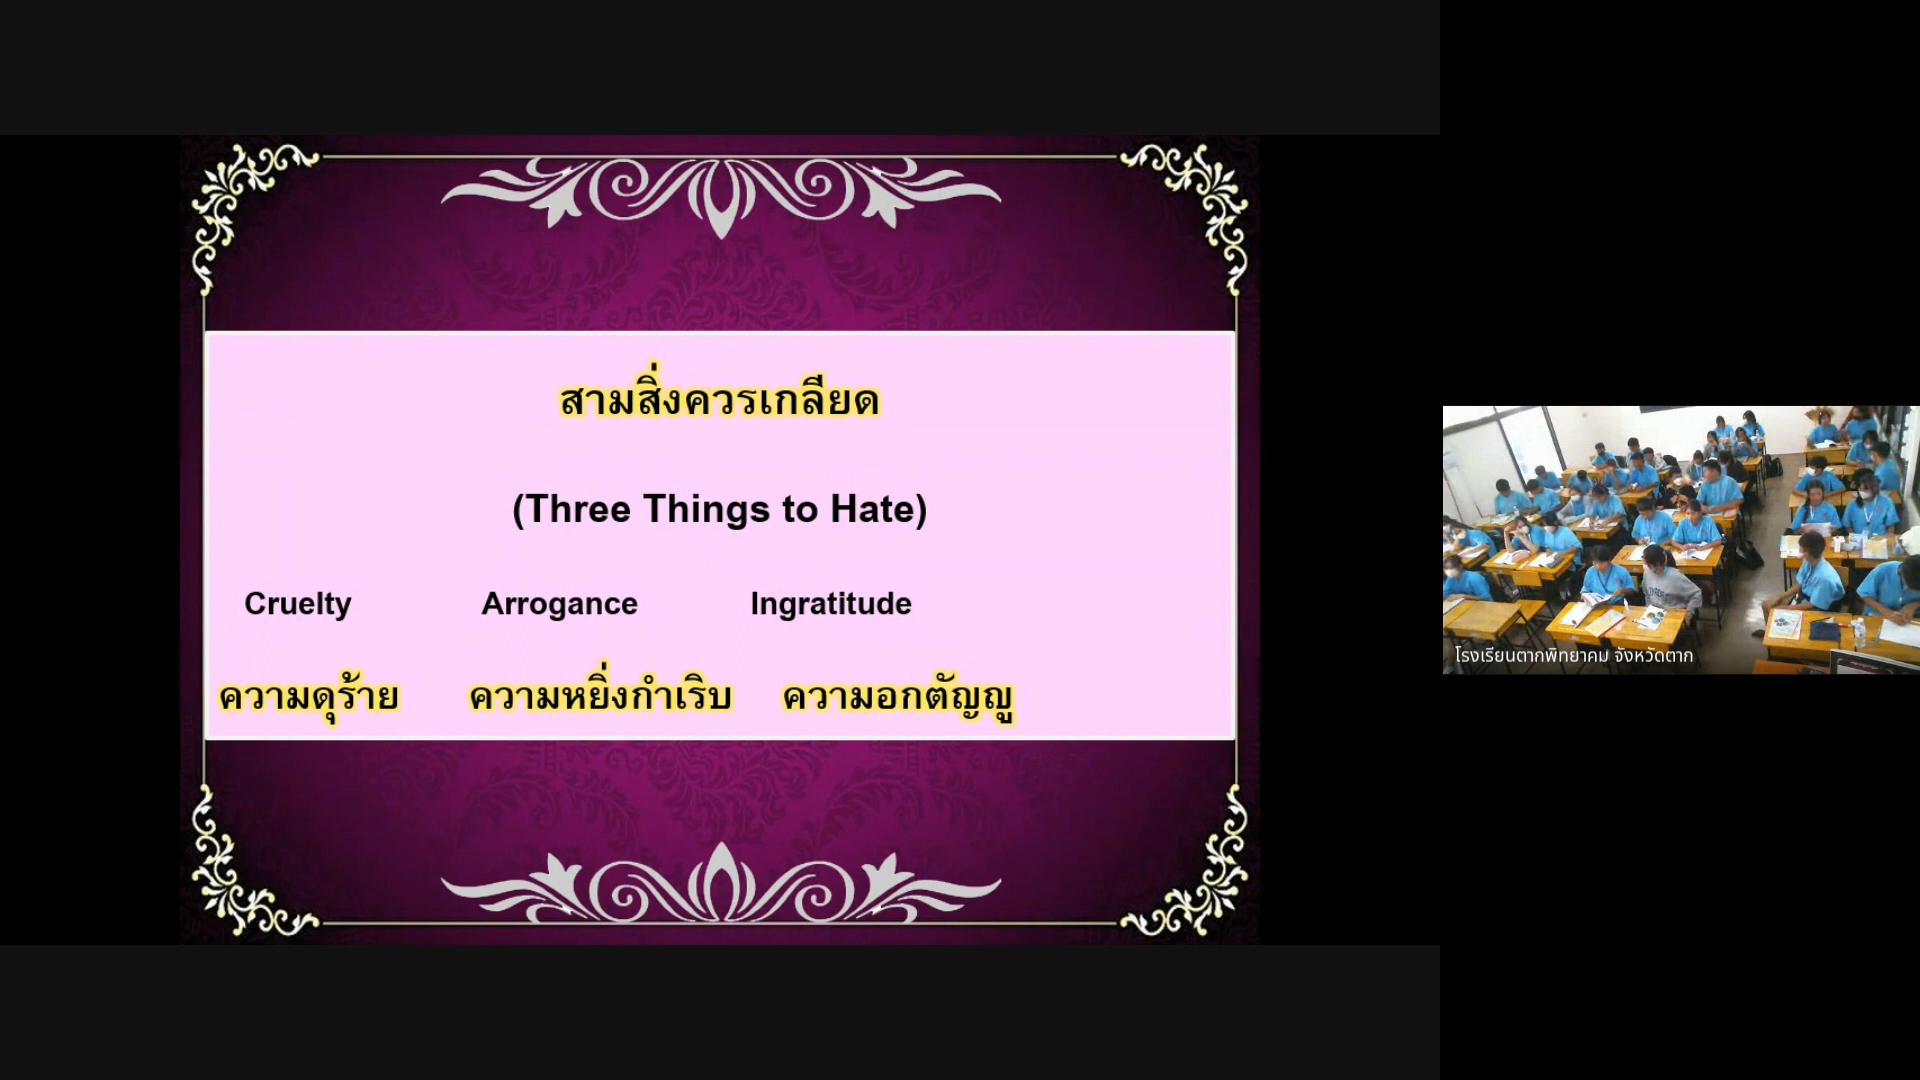 สามสิ่งควรเกลียด
(Three Things to Hate)
Cruelty Arrogance Ingratitude
ความดุร้าย ความหยิ่งกำเริบ ความอกตัญญู
โรงเรียนตากพิทยาคม จังหวัดตาก